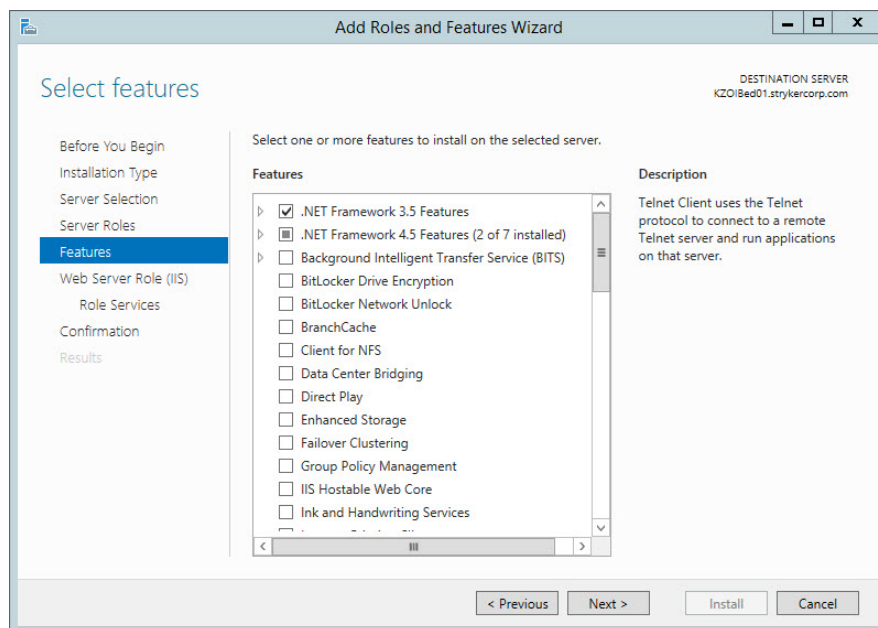 Add Roles and Features Wizard
Select features
DESTINATION SERVER
KZOIBed01.strykercorp.com
Before You Begin
Installation Type
Server Selection
Server Roles
Features
Web Server Role (IIS)
Role Services
Confirmation
Results
Select one or more features to install on the selected server.
Features
.NET Framework 3.5 Features
.NET Framework 4.5 Features (2 of 7 installed)
Background Intelligent Transfer Service (BITS)
BitLocker Drive Encryption
BitLocker Network Unlock
BranchCache
Client for NFS
Data Center Bridging
Direct Play
Enhanced Storage
Failover Clustering
Group Policy Management
IIS Hostable Web Core
Ink and Handwriting Services
Description
Telnet Client uses the Telnet
protocol to connect to a remote
Telnet server and run applications
on that server.
< Previous
Next >
Install
Cancel